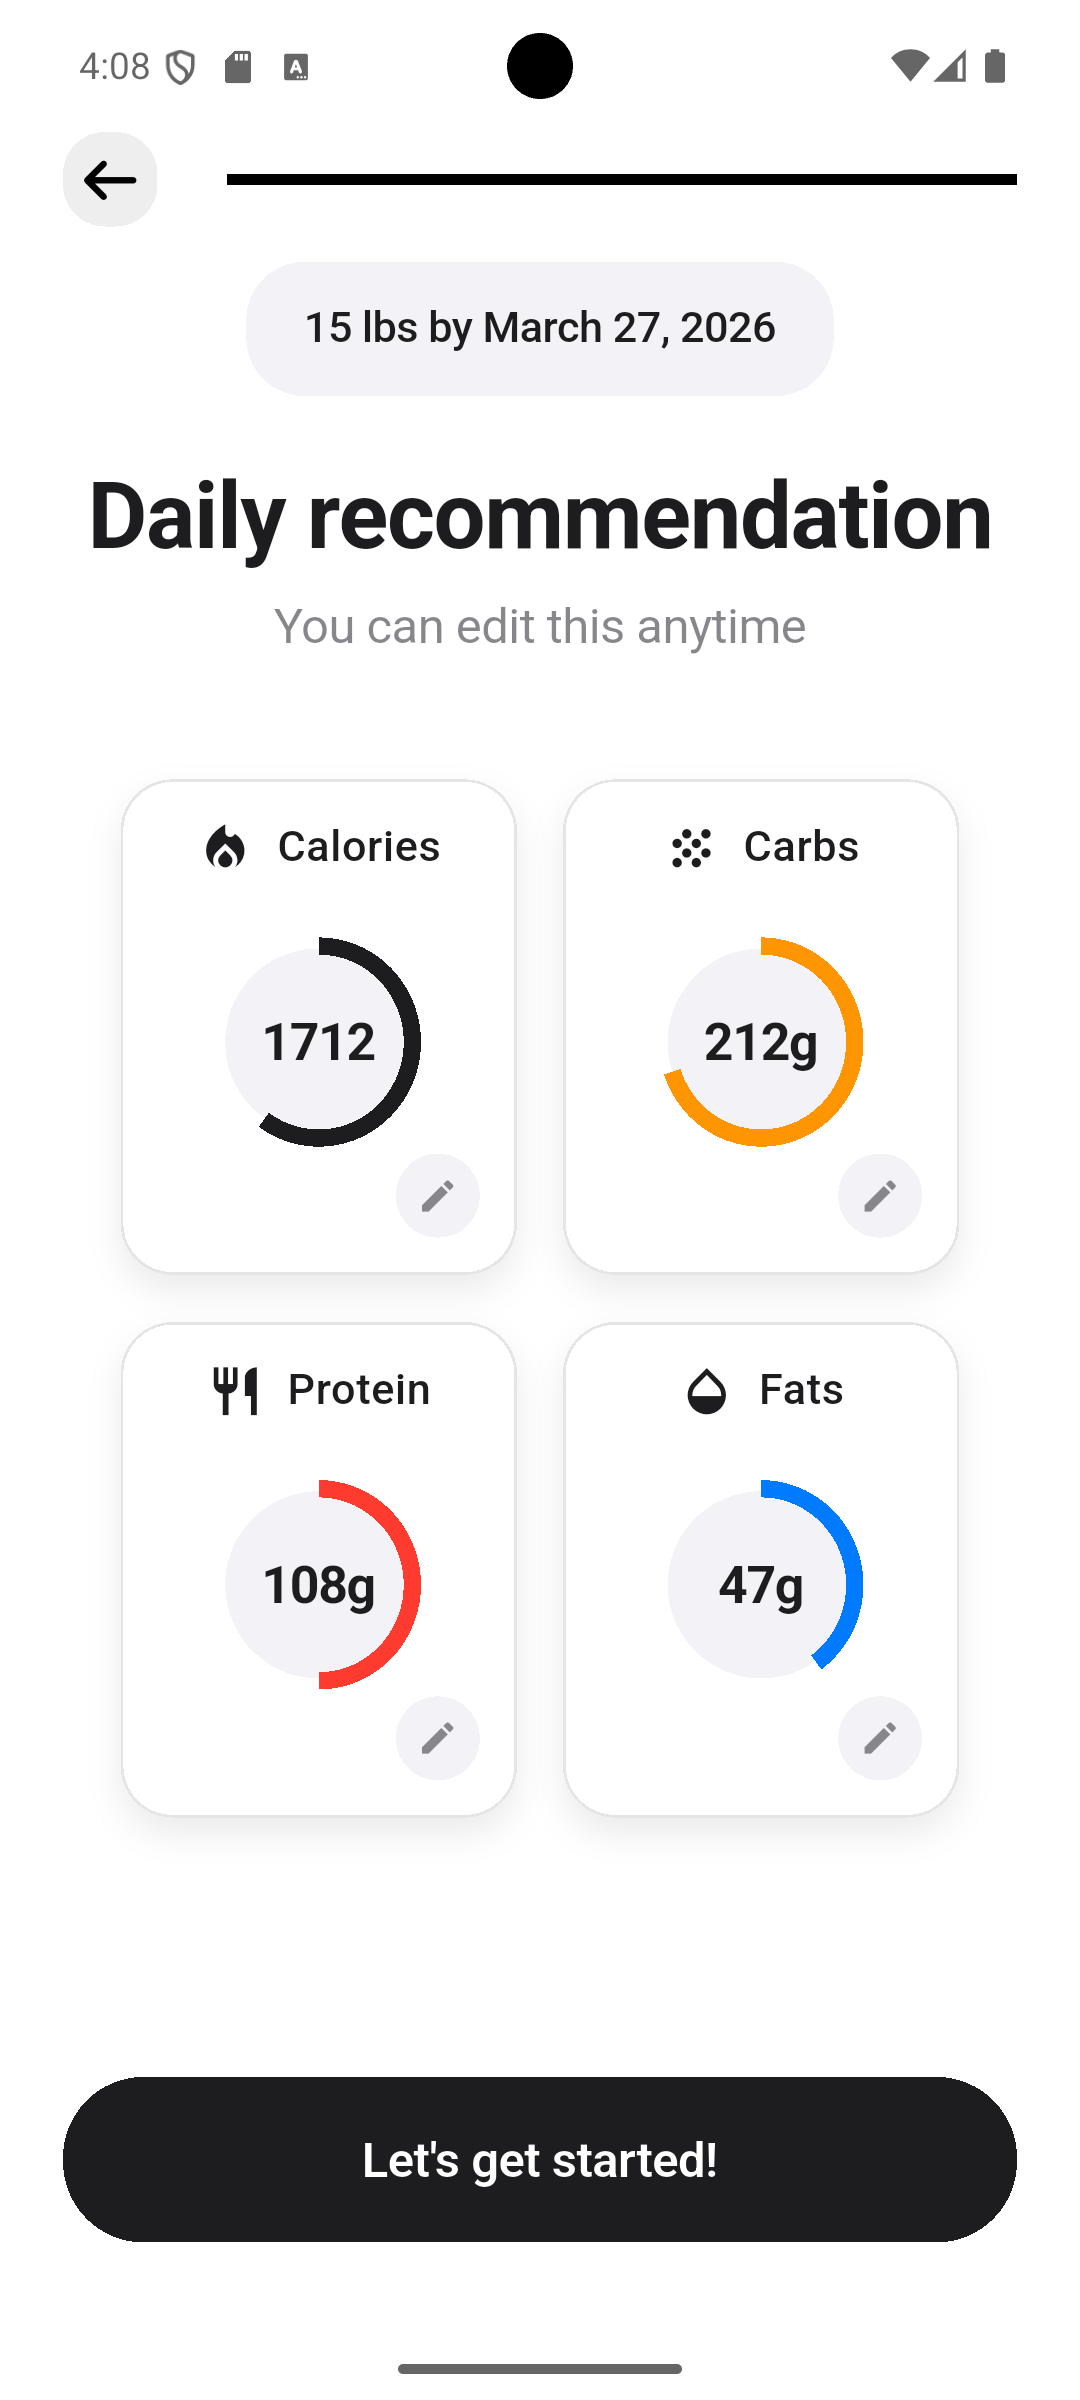 4:08
15 lbs by March 27, 2026
Daily recommendation
You can edit this anytime
Calories
Carbs
1712
212g
Protein
Fats
108g
47g
Let's get started!